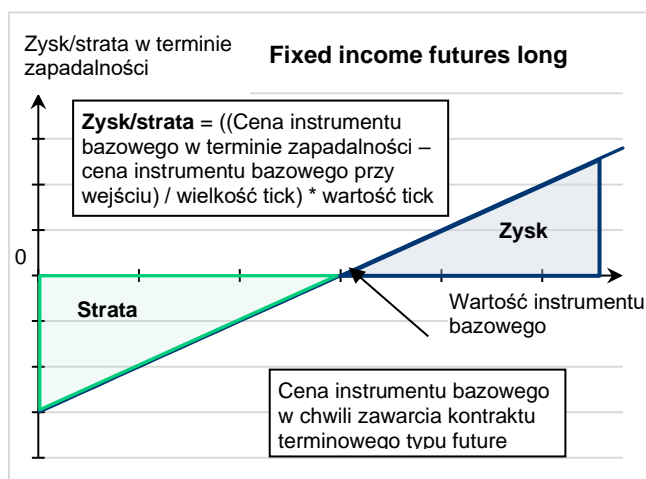 Zysk/strata w terminie
zapadalności
Fixed income futures long
Zysk/strata = ((Cena instrumentu
bazowego w terminie zapadalności –
cena instrumentu bazowego przy
wejściu) / wielkość tick) * wartość tick
Zysk
0
Strata
Wartość instrumentu
bazowego
Cena instrumentu bazowego
w chwili zawarcia kontraktu
terminowego typu future